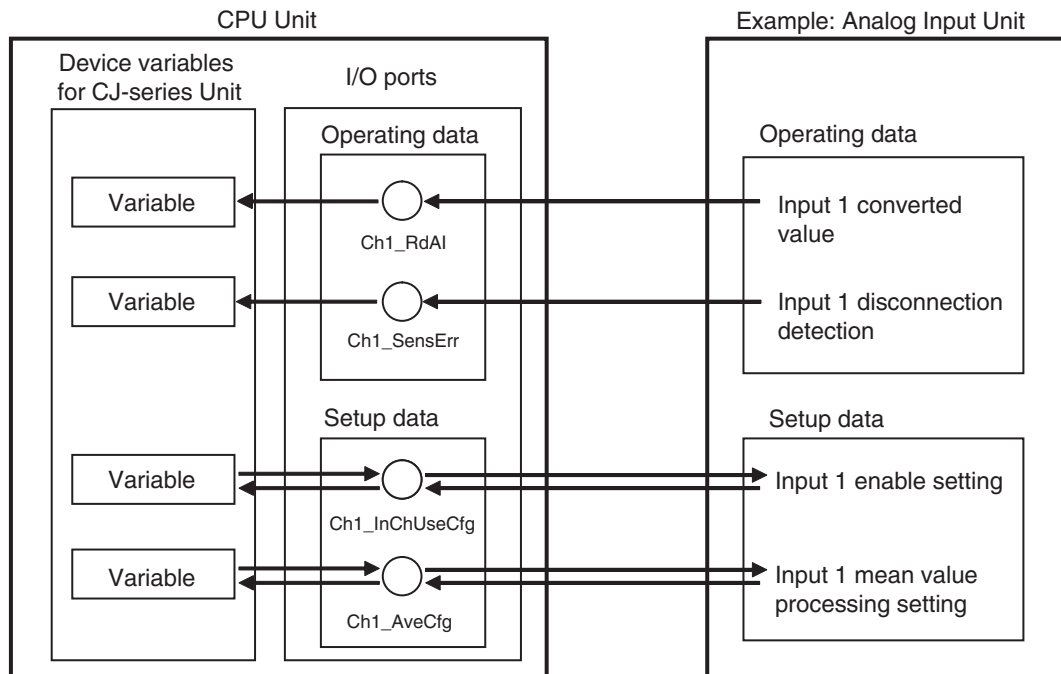 CPU Unit
Example: Analog Input Unit
Device variables
for CJ-series Unit
I/O ports
Operating data
Operating data
Variable
Ch1_RdAI
Input 1 converted
value
Variable
Ch1_SensErr
Input 1 disconnection
detection
Setup data
Setup data
Variable
Ch1_InChUseCfg
Input 1 enable setting
Variable
Ch1_AveCfg
Input 1 mean value
processing setting